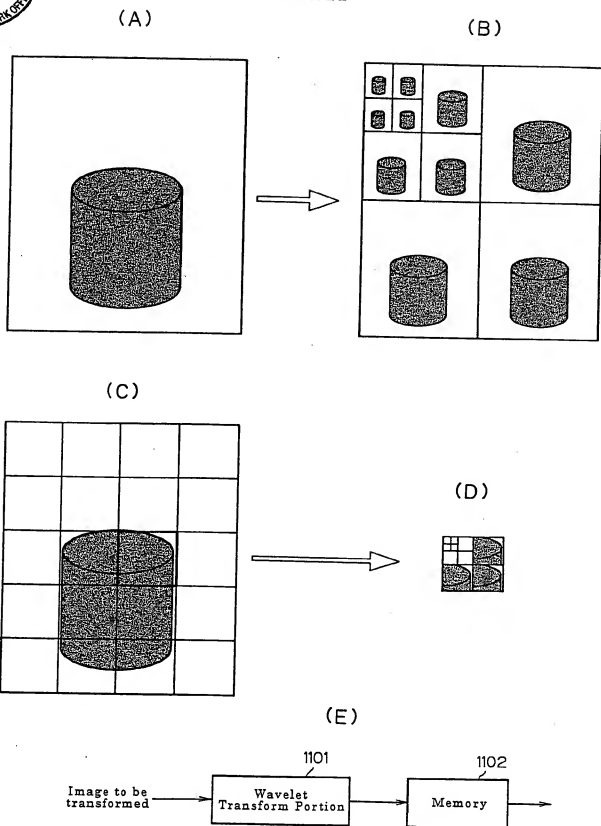 (A)
(B)
(C)
(D)
(E)
1101
1102
Image to be
transformed
Wavelet
Transform Portion
Memory